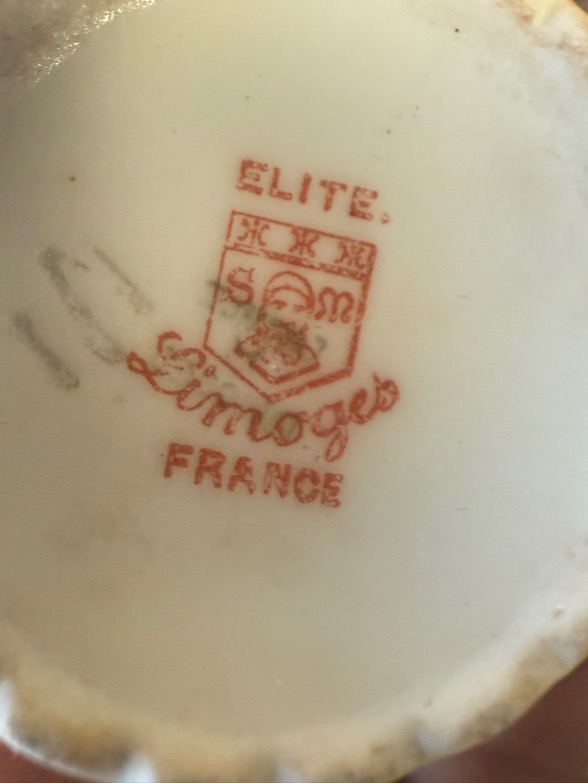 ELITE.
S M
Limoges
FRANCE